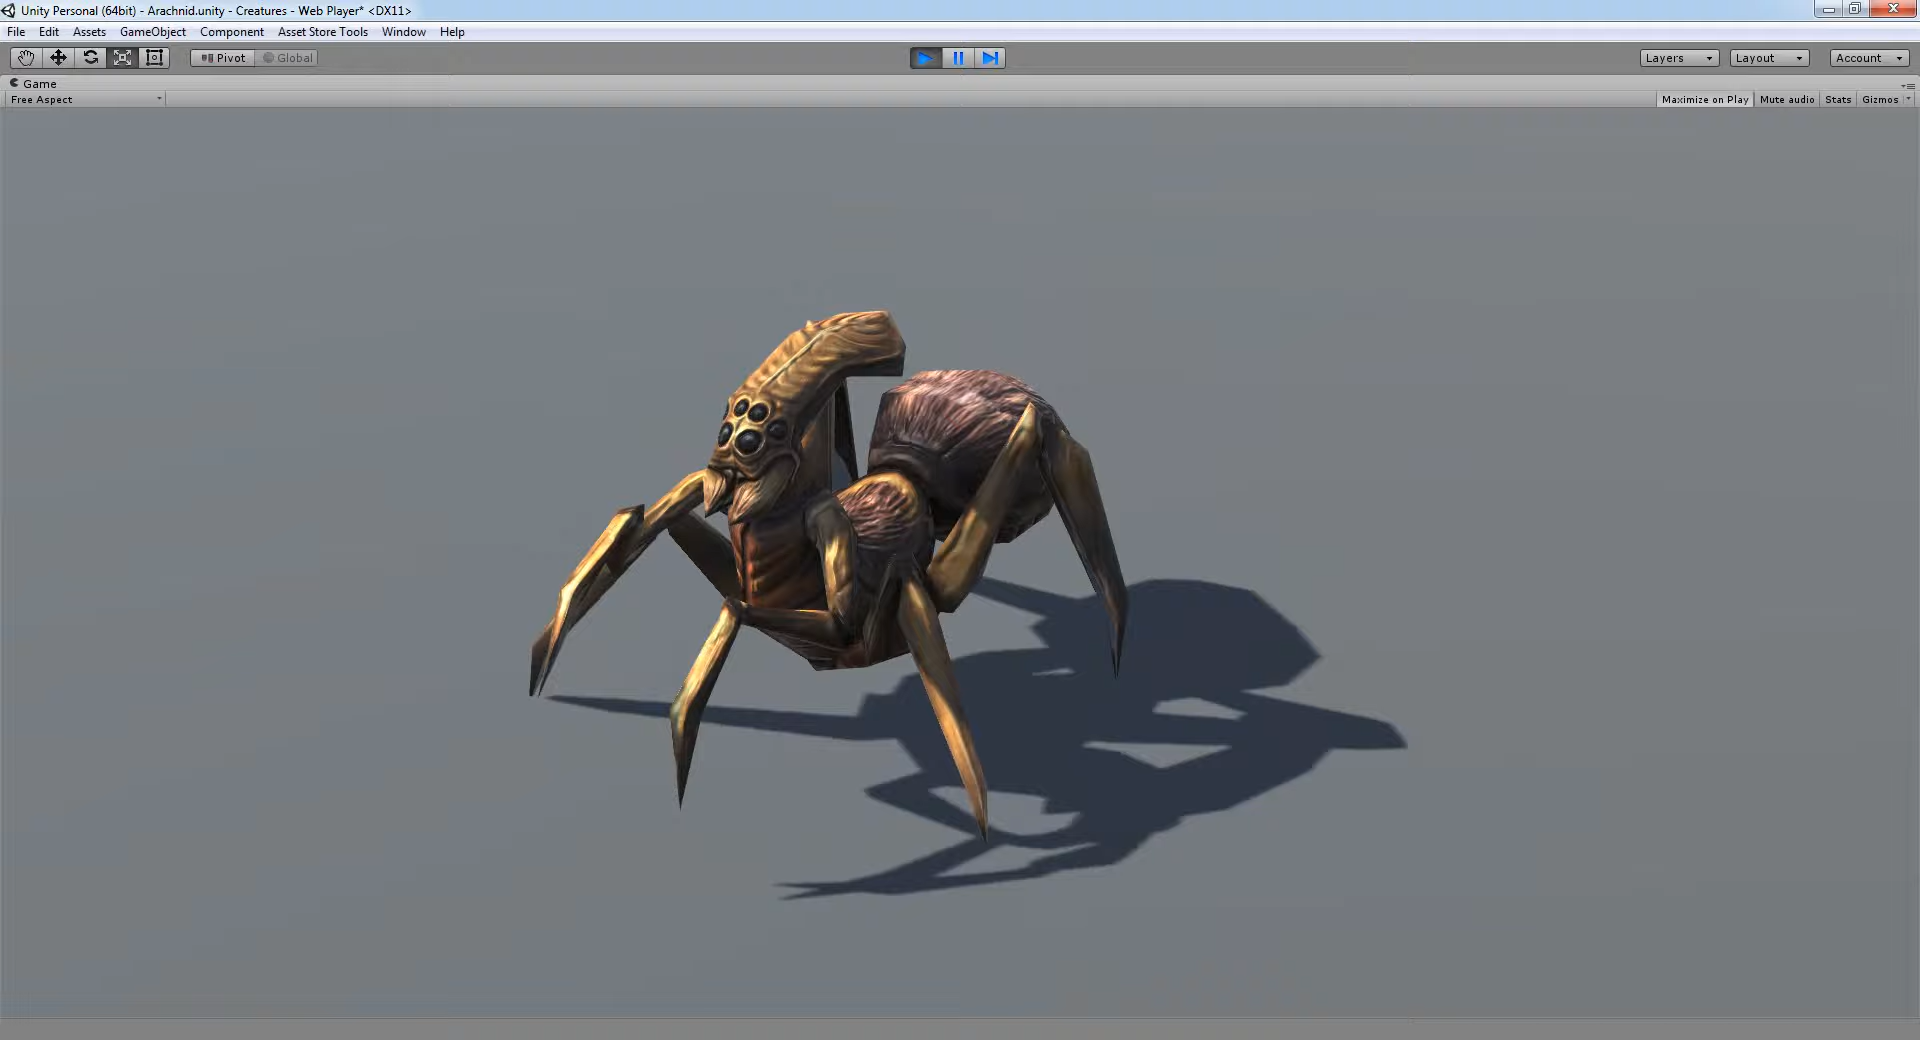 Unity Personal (64bit) - Arachnid.unity - Creatures - Web Player* <DX11>
File Edit Assets GameObject Component Asset Store Tools Window Help
Pivot Global Layers Layout Account
Game
Free Aspect Maximize on Play Mute audio Stats Gizmos